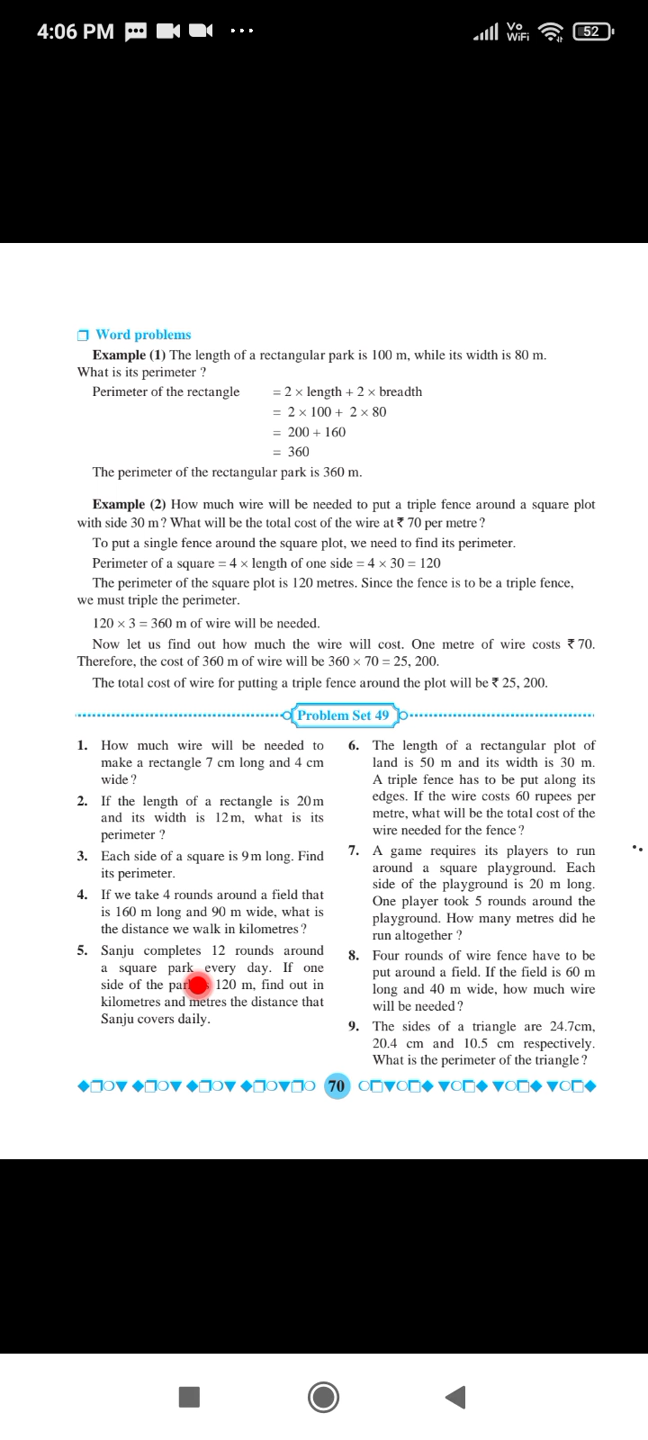 4:06 PM
Vo
WiFi
52
Word problems
Example (1) The length of a rectangular park is 100 m, while its width is 80 m.
What is its perimeter ?
Perimeter of the rectangle = 2 × length + 2 × breadth
= 2 × 100 + 2 × 80
= 200 + 160
= 360
The perimeter of the rectangular park is 360 m.
Example (2) How much wire will be needed to put a triple fence around a square plot
with side 30 m ? What will be the total cost of the wire at ₹ 70 per metre ?
To put a single fence around the square plot, we need to find its perimeter.
Perimeter of a square = 4 × length of one side = 4 × 30 = 120
The perimeter of the square plot is 120 metres. Since the fence is to be a triple fence,
we must triple the perimeter.
120 × 3 = 360 m of wire will be needed.
Now let us find out how much the wire will cost. One metre of wire costs ₹ 70.
Therefore, the cost of 360 m of wire will be 360 × 70 = 25, 200.
The total cost of wire for putting a triple fence around the plot will be ₹ 25, 200.
Problem Set 49
1. How much wire will be needed to
make a rectangle 7 cm long and 4 cm
wide ?
2. If the length of a rectangle is 20 m
and its width is 12 m, what is its
perimeter ?
3. Each side of a square is 9 m long. Find
its perimeter.
4. If we take 4 rounds around a field that
is 160 m long and 90 m wide, what is
the distance we walk in kilometres ?
5. Sanju completes 12 rounds around
a square park every day. If one
side of the 120 m, find out in
kilometres and metres the distance that
Sanju covers daily.
6. The length of a rectangular plot of
land is 50 m and its width is 30 m.
A triple fence has to be put along its
edges. If the wire costs 60 rupees per
metre, what will be the total cost of the
wire needed for the fence ?
7. A game requires its players to run
around a square playground. Each
side of the playground is 20 m long.
One player took 5 rounds around the
playground. How many metres did he
run altogether ?
8. Four rounds of wire fence have to be
put around a field. If the field is 60 m
long and 40 m wide, how much wire
will be needed ?
9. The sides of a triangle are 24.7cm,
20.4 cm and 10.5 cm respectively.
What is the perimeter of the triangle ?
70